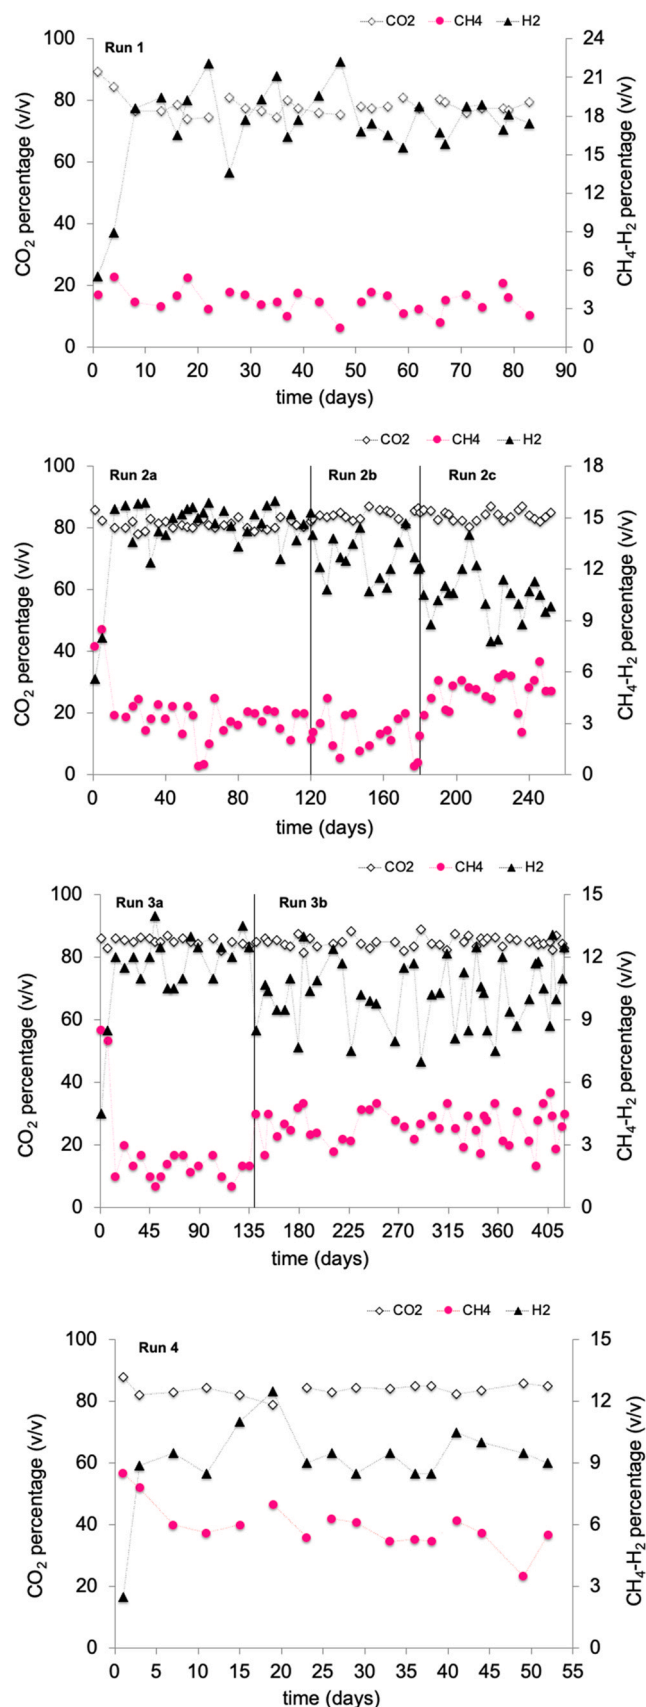 CO2 CH4 H2
Run 1
100 24
80 21
60 18
40 15
20 12
0 9
6
3
0
CO2 percentage (v/v)
CH4-H2 percentage (v/v)
0 10 20 30 40 50 60 70 80 90
time (days)
CO2 CH4 H2
Run 2a Run 2b Run 2c
100 18
80 15
60 12
40 9
20 6
0 3
0
CO2 percentage (v/v)
CH4-H2 percentage (v/v)
0 40 80 120 160 200 240
time (days)
CO2 CH4 H2
Run 3a Run 3b
100 15
80 12
60 9
40 6
20 3
0 0
CO2 percentage (v/v)
CH4-H2 percentage (v/v)
0 45 90 135 180 225 270 315 360 405
time (days)
CO2 CH4 H2
Run 4
100 15
80 12
60 9
40 6
20 3
0 0
CO2 percentage (v/v)
CH4-H2 percentage (v/v)
0 5 10 15 20 25 30 35 40 45 50 55
time (days)